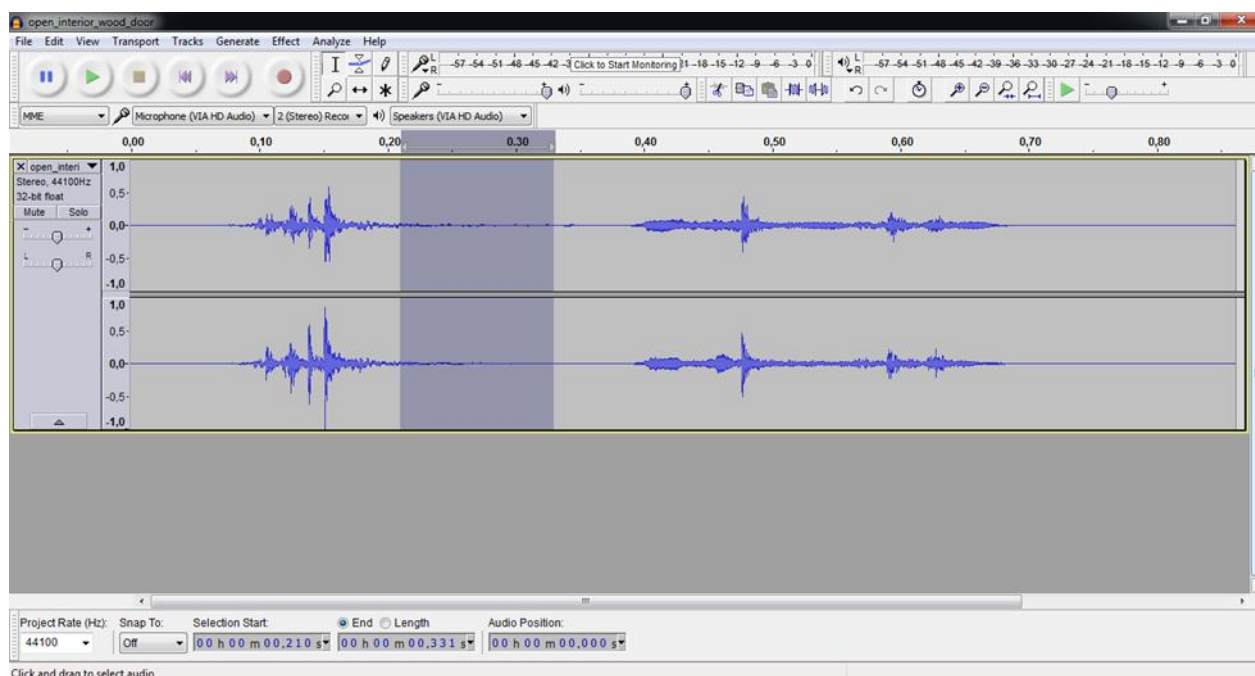 open_interior_wood_door
File Edit View Transport Tracks Generate Effect Analyze Help
L R -57 -54 -51 -48 -45 -42 -3 Click to Start Monitoring 1 -18 -15 -12 -9 -6 -3 0 L R -57 -54 -51 -48 -45 -42 -39 -36 -33 -30 -27 -24 -21 -18 -15 -12 -9 -6 -3 0
MME Microphone (VIA HD Audio) 2 (Stereo) Recor Speakers (VIA HD Audio)
0,00 0,10 0,20 0,30 0,40 0,50 0,60 0,70 0,80
X open_interi 1,0
Stereo, 44100Hz
32-bit float 0,5-
Mute Solo
- + 0,0-
L R -0,5-
-1,0
1,0
0,5-
0,0-
-0,5-
-1,0
Project Rate (Hz): Snap To: Selection Start: End Length Audio Position:
44100 Off 00 h 00 m 00,210 s 00 h 00 m 00,331 s 00 h 00 m 00,000 s
Click and drag to select audio